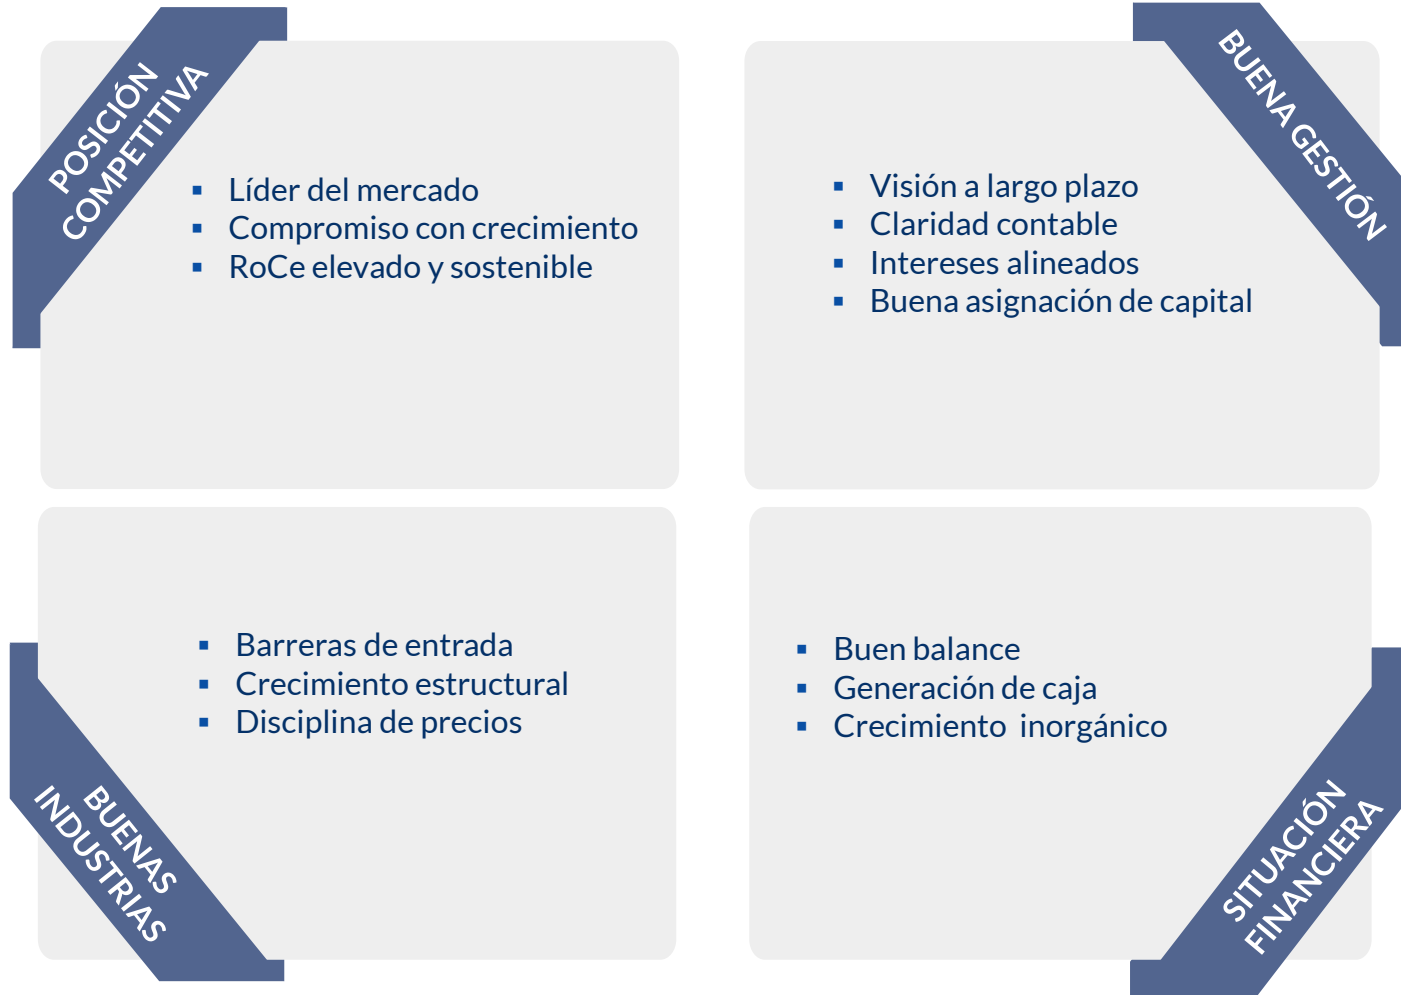 POSICIÓN
COMPETITIVA
▪ Líder del mercado
▪ Compromiso con crecimiento
▪ RoCe elevado y sostenible
BUENA GESTIÓN
▪ Visión a largo plazo
▪ Claridad contable
▪ Intereses alineados
▪ Buena asignación de capital
BUENAS
INDUSTRIAS
▪ Barreras de entrada
▪ Crecimiento estructural
▪ Disciplina de precios
SITUACIÓN
FINANCIERA
▪ Buen balance
▪ Generación de caja
▪ Crecimiento  inorgánico